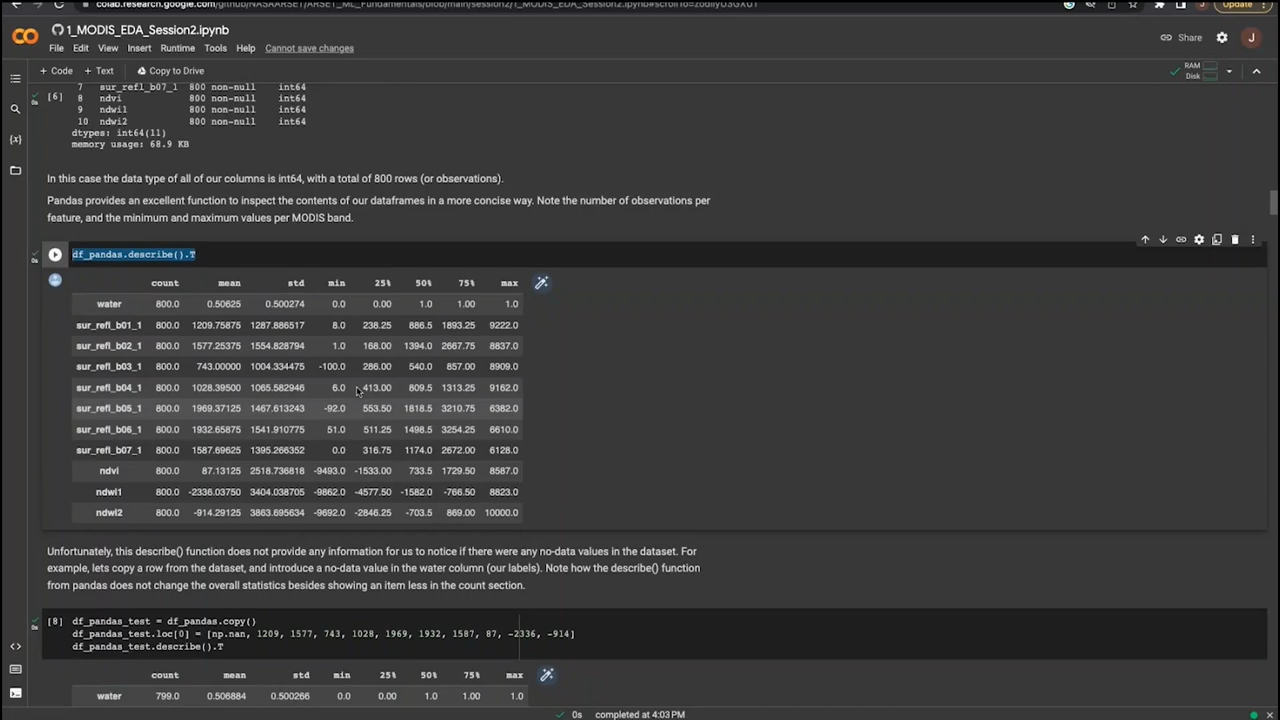 colab.research.google.com/github/NASAARSET/ARSET_ML_Fundamentals/blob/main/session2/1_MODIS_EDA_Session2.ipynb
Update
1_MODIS_EDA_Session2.ipynb
Share
J
File Edit View Insert Runtime Tools Help Cannot save changes
+ Code + Text Copy to Drive
RAM
Disk
7 sur_refl_b07_1 800 non-null int64
[6] 8 ndvi 800 non-null int64
0s
9 ndwi1 800 non-null int64
10 ndwi2 800 non-null int64
dtypes: int64(11)
memory usage: 68.9 KB
In this case the data type of all of our columns is int64, with a total of 800 rows (or observations).
Pandas provides an excellent function to inspect the contents of our dataframes in a more concise way. Note the number of observations per
feature, and the minimum and maximum values per MODIS band.
df_pandas.describe().T
0s
count mean std min 25% 50% 75% max
water 800.0 0.50625 0.500274 0.0 0.00 1.0 1.00 1.0
sur_refl_b01_1 800.0 1209.75875 1287.886517 8.0 238.25 886.5 1893.25 9222.0
sur_refl_b02_1 800.0 1577.25375 1554.828794 1.0 168.00 1394.0 2667.75 8837.0
sur_refl_b03_1 800.0 743.00000 1004.334475 -100.0 286.00 540.0 857.00 8909.0
sur_refl_b04_1 800.0 1028.39500 1065.582946 6.0 413.00 809.5 1313.25 9162.0
sur_refl_b05_1 800.0 1969.37125 1467.613243 -92.0 553.50 1818.5 3210.75 6382.0
sur_refl_b06_1 800.0 1932.65875 1541.910775 51.0 511.25 1498.5 3254.25 6610.0
sur_refl_b07_1 800.0 1587.69625 1395.266352 0.0 316.75 1174.0 2672.00 6128.0
ndvi 800.0 87.13125 2518.736818 -9493.0 -1533.00 733.5 1729.50 8587.0
ndwi1 800.0 -2336.03750 3404.038705 -9862.0 -4577.50 -1582.0 -766.50 8823.0
ndwi2 800.0 -914.29125 3863.695634 -9692.0 -2846.25 -703.5 869.00 10000.0
Unfortunately, this describe() function does not provide any information for us to notice if there were any no-data values in the dataset. For
example, lets copy a row from the dataset, and introduce a no-data value in the water column (our labels). Note how the describe() function
from pandas does not change the overall statistics besides showing an item less in the count section.
[8] df_pandas_test = df_pandas.copy()
0s
df_pandas_test.loc[0] = [np.nan, 1209, 1577, 743, 1028, 1969, 1932, 1587, 87, -2336, -914]
df_pandas_test.describe().T
count mean std min 25% 50% 75% max
water 799.0 0.506884 0.500266 0.0 0.00 1.0 1.00 1.0
0s completed at 4:03 PM